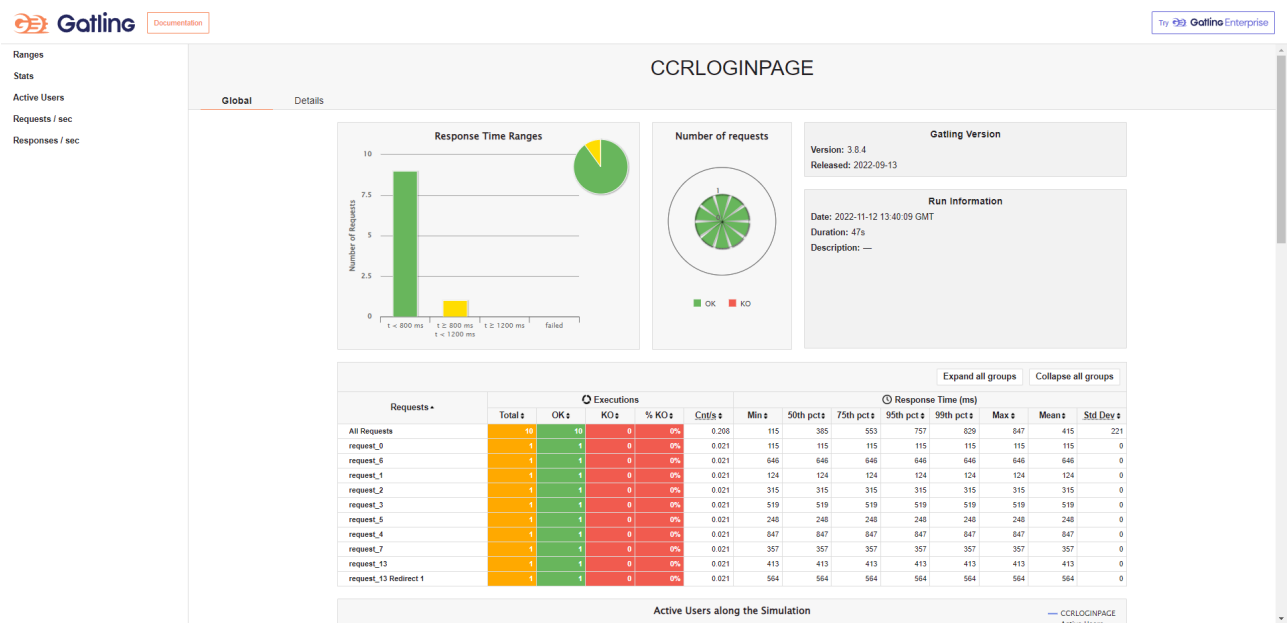 Gatling Documentation Try Gatling Enterprise
Ranges
Stats
Active Users
Requests / sec
Responses / sec
CCRLOGINPAGE
Global Details
Response Time Ranges
Number of Requests
10
7.5
5
2.5
0
t < 800 ms t ≥ 800 ms t ≥ 1200 ms failed
t < 1200 ms
Number of requests
1
0
OK KO
Gatling Version
Version: 3.8.4
Released: 2022-09-13
Run Information
Date: 2022-11-12 13:40:09 GMT
Duration: 47s
Description: —
Expand all groups Collapse all groups
Requests Executions Response Time (ms)
Total OK KO % KO Cnt/s Min 50th pct 75th pct 95th pct 99th pct Max Mean Std Dev
All Requests 10 10 0 0% 0.208 115 385 553 757 829 847 415 221
request_0 1 1 0 0% 0.021 115 115 115 115 115 115 115 0
request_6 1 1 0 0% 0.021 646 646 646 646 646 646 646 0
request_1 1 1 0 0% 0.021 124 124 124 124 124 124 124 0
request_2 1 1 0 0% 0.021 315 315 315 315 315 315 315 0
request_3 1 1 0 0% 0.021 519 519 519 519 519 519 519 0
request_5 1 1 0 0% 0.021 248 248 248 248 248 248 248 0
request_4 1 1 0 0% 0.021 847 847 847 847 847 847 847 0
request_7 1 1 0 0% 0.021 357 357 357 357 357 357 357 0
request_13 1 1 0 0% 0.021 413 413 413 413 413 413 413 0
request_13 Redirect 1 1 1 0 0% 0.021 564 564 564 564 564 564 564 0
Active Users along the Simulation
CCRLOGINPAGE